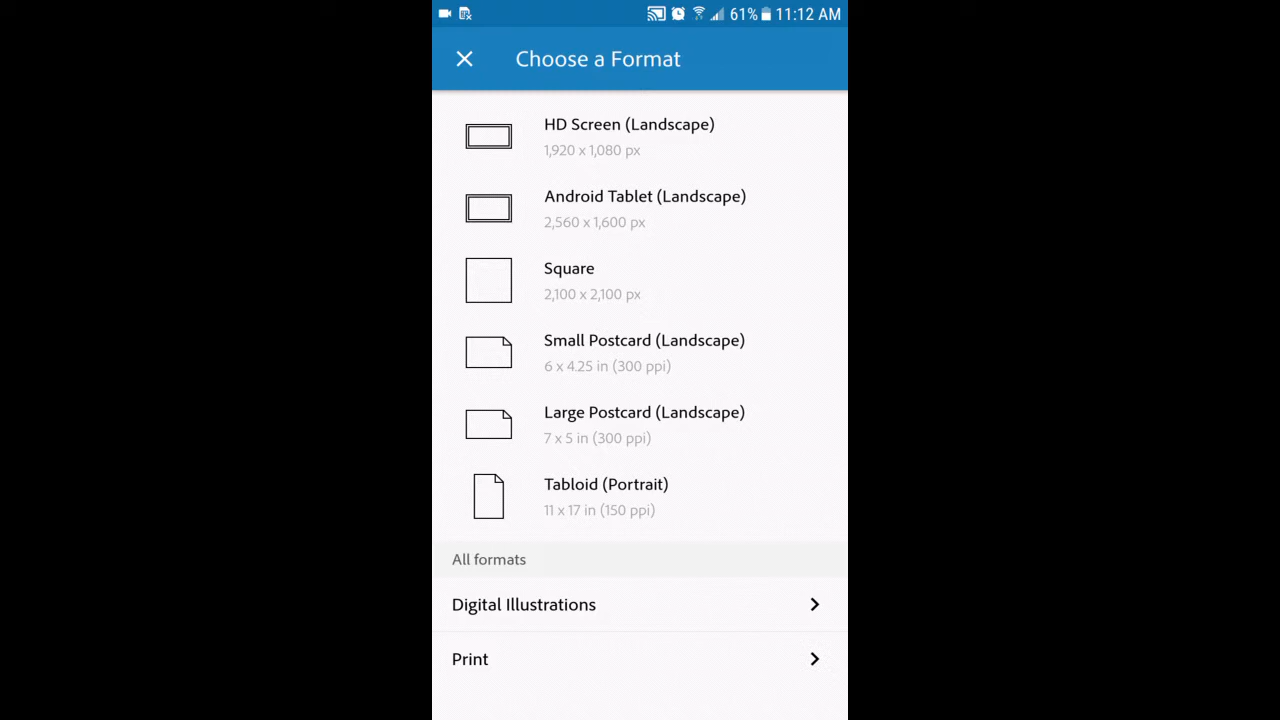 61% 11:12 AM
Choose a Format
HD Screen (Landscape)
1,920 x 1,080 px
Android Tablet (Landscape)
2,560 x 1,600 px
Square
2,100 x 2,100 px
Small Postcard (Landscape)
6 x 4.25 in (300 ppi)
Large Postcard (Landscape)
7 x 5 in (300 ppi)
Tabloid (Portrait)
11 x 17 in (150 ppi)
All formats
Digital Illustrations
Print